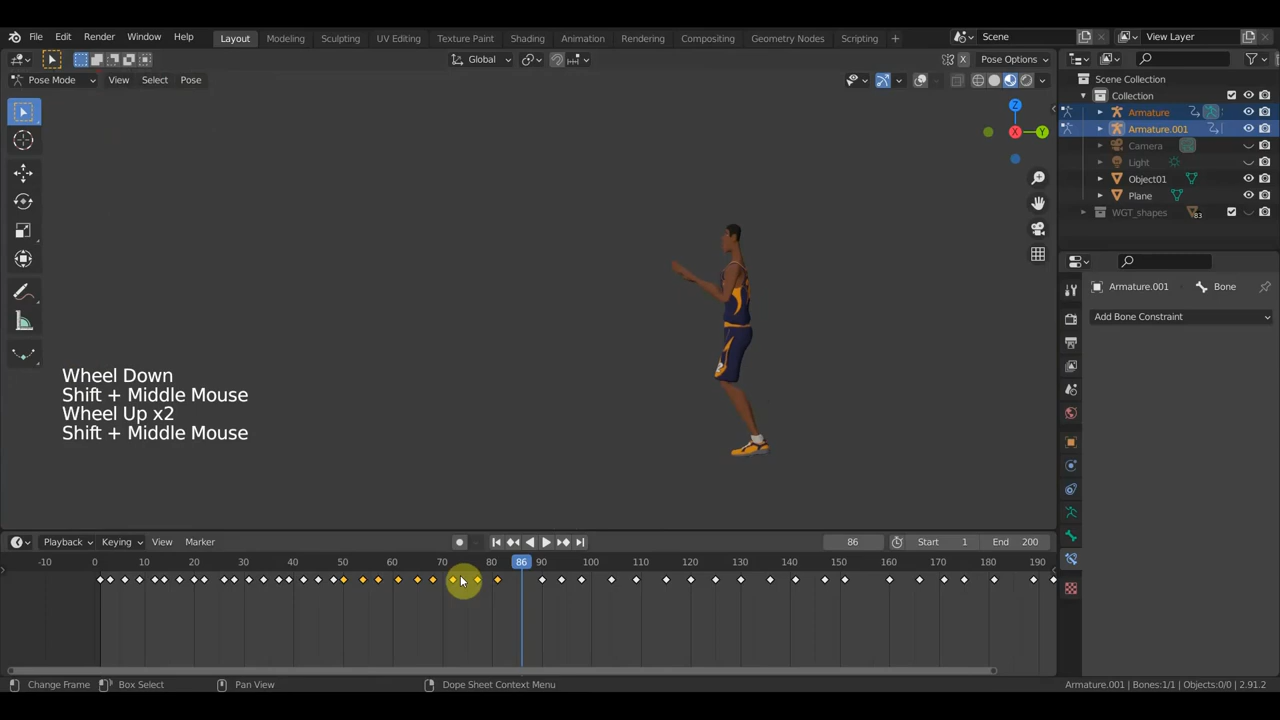 File Edit Render Window Help Layout Modeling Sculpting UV Editing Texture Paint Shading Animation Rendering Compositing Geometry Nodes Scripting + Scene View Layer
Global Pose Options
Pose Mode View Select Pose
Scene Collection
Collection
Armature
Armature.001
Camera
Light
Object01
Plane
WGT_shapes 83
Z
X
Y
Armature.001 Bone
Add Bone Constraint
Wheel Down
Shift + Middle Mouse
Wheel Up x2
Shift + Middle Mouse
Playback Keying View Marker 86 Start 1 End 200
-10 0 10 20 30 40 50 60 70 80 86 90 100 110 120 130 140 150 160 170 180 190
Change Frame Box Select Pan View Dope Sheet Context Menu Armature.001 | Bones:1/1 | Objects:0/0 | 2.91.2